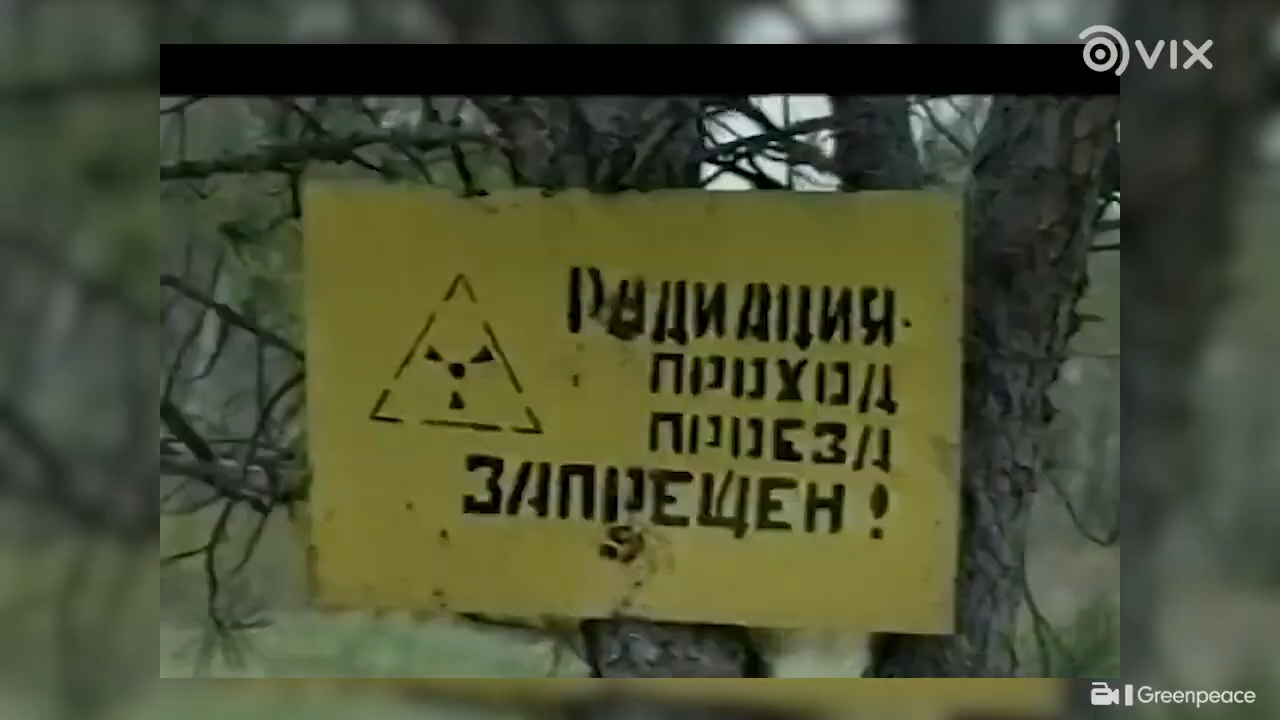 VIX
РАДИАЦИЯ.
ПРОХОД
ПРОЕЗД
ЗАПРЕЩЕН!
Greenpeace